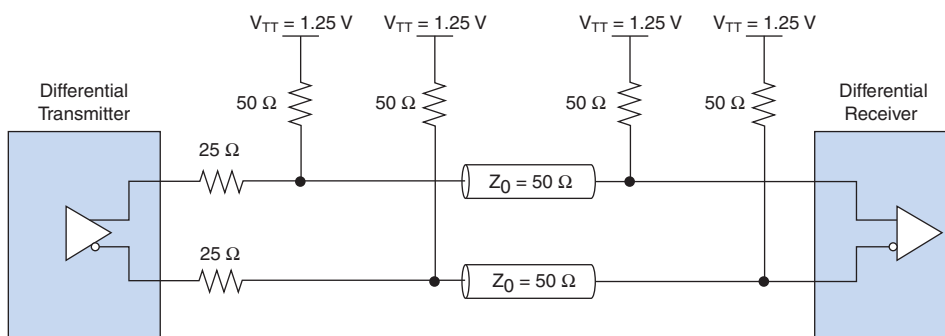 V_TT = 1.25 V
V_TT = 1.25 V
V_TT = 1.25 V
V_TT = 1.25 V
Differential
Transmitter
50 Ω
50 Ω
50 Ω
50 Ω
Differential
Receiver
25 Ω
Z_0 = 50 Ω
25 Ω
Z_0 = 50 Ω